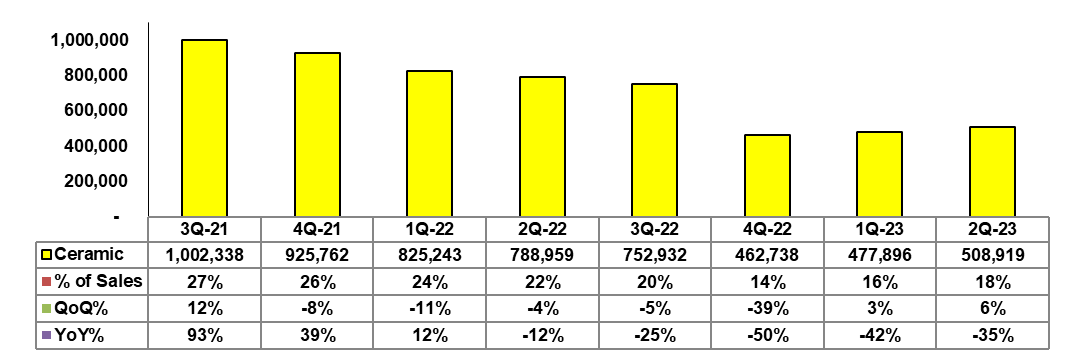 1,000,000
800,000
600,000
400,000
200,000
-
3Q-21 4Q-21 1Q-22 2Q-22 3Q-22 4Q-22 1Q-23 2Q-23
Ceramic 1,002,338 925,762 825,243 788,959 752,932 462,738 477,896 508,919
% of Sales 27% 26% 24% 22% 20% 14% 16% 18%
QoQ% 12% -8% -11% -4% -5% -39% 3% 6%
YoY% 93% 39% 12% -12% -25% -50% -42% -35%